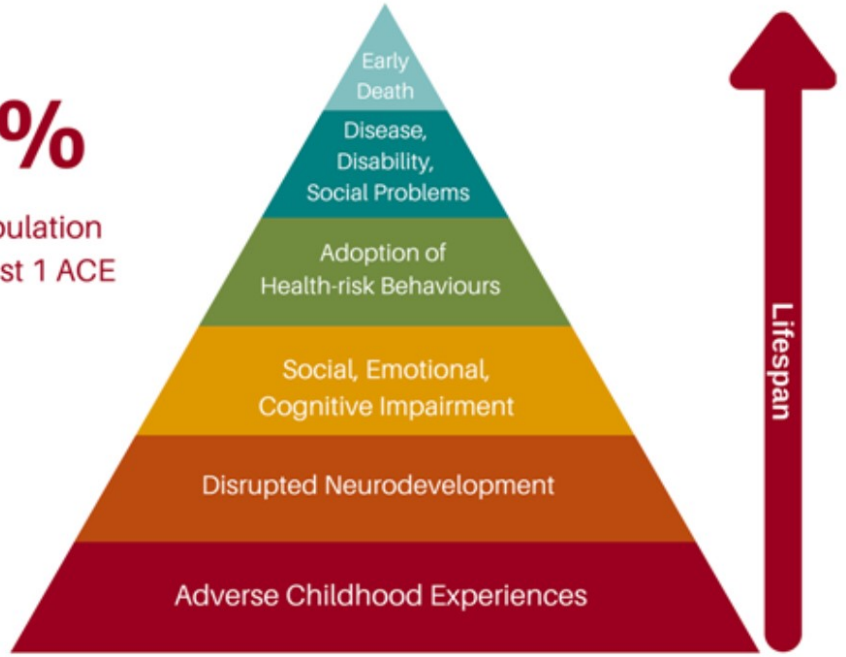 %
st 1 ACE
Early
Death
Disease,
Disability,
Social Problems
Adoption of
Health-risk Behaviours
Social, Emotional,
Cognitive Impairment
Disrupted Neurodevelopment
Adverse Childhood Experiences
Lifespan